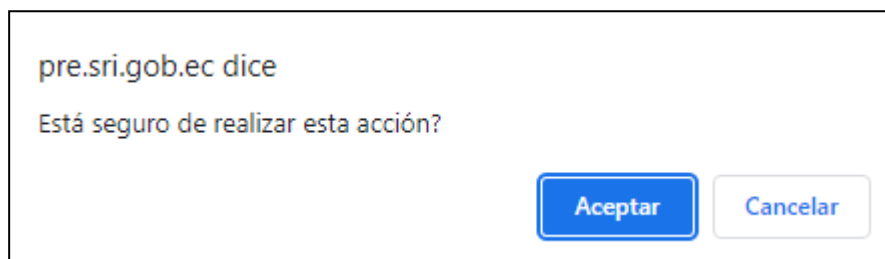 pre.sri.gob.ec dice
Está seguro de realizar esta acción?
Aceptar Cancelar